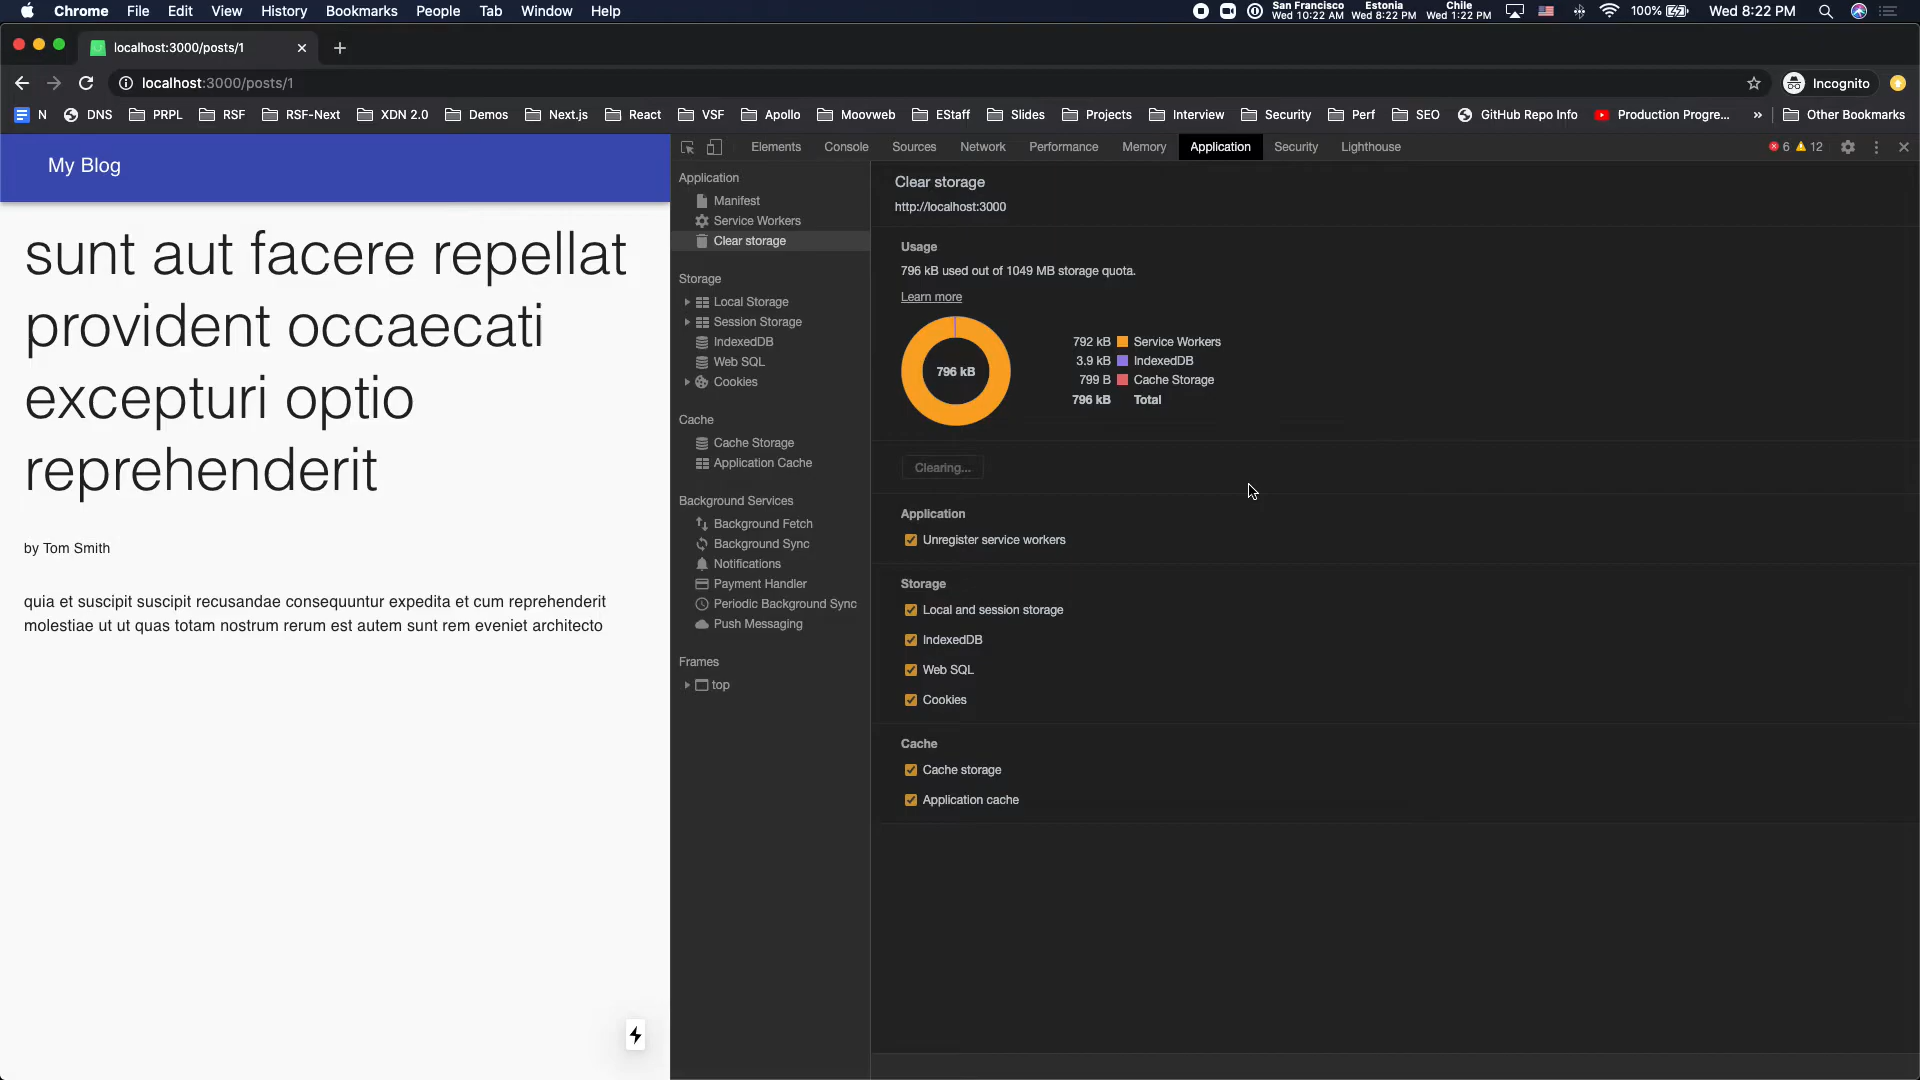 Chrome File Edit View History Bookmarks People Tab Window Help
San Francisco Wed 10:22 AM
Estonia Wed 8:22 PM
Chile Wed 1:22 PM
100%
Wed 8:22 PM
localhost:3000/posts/1
localhost:3000/posts/1
Incognito
N DNS PRPL RSF RSF-Next XDN 2.0 Demos Next.js React VSF Apollo Moovweb EStaff Slides Projects Interview Security Perf SEO GitHub Repo Info Production Progre... » Other Bookmarks
My Blog
sunt aut facere repellat
provident occaecati
excepturi optio
reprehenderit
by Tom Smith
quia et suscipit suscipit recusandae consequuntur expedita et cum reprehenderit
molestiae ut ut quas totam nostrum rerum est autem sunt rem eveniet architecto
Elements Console Sources Network Performance Memory Application Security Lighthouse
6 12
Application
Manifest
Service Workers
Clear storage
Storage
Local Storage
Session Storage
IndexedDB
Web SQL
Cookies
Cache
Cache Storage
Application Cache
Background Services
Background Fetch
Background Sync
Notifications
Payment Handler
Periodic Background Sync
Push Messaging
Frames
top
Clear storage
http://localhost:3000
Usage
796 kB used out of 1049 MB storage quota.
Learn more
796 kB
792 kB Service Workers
3.9 kB IndexedDB
799 B Cache Storage
796 kB Total
Clearing...
Application
Unregister service workers
Storage
Local and session storage
IndexedDB
Web SQL
Cookies
Cache
Cache storage
Application cache